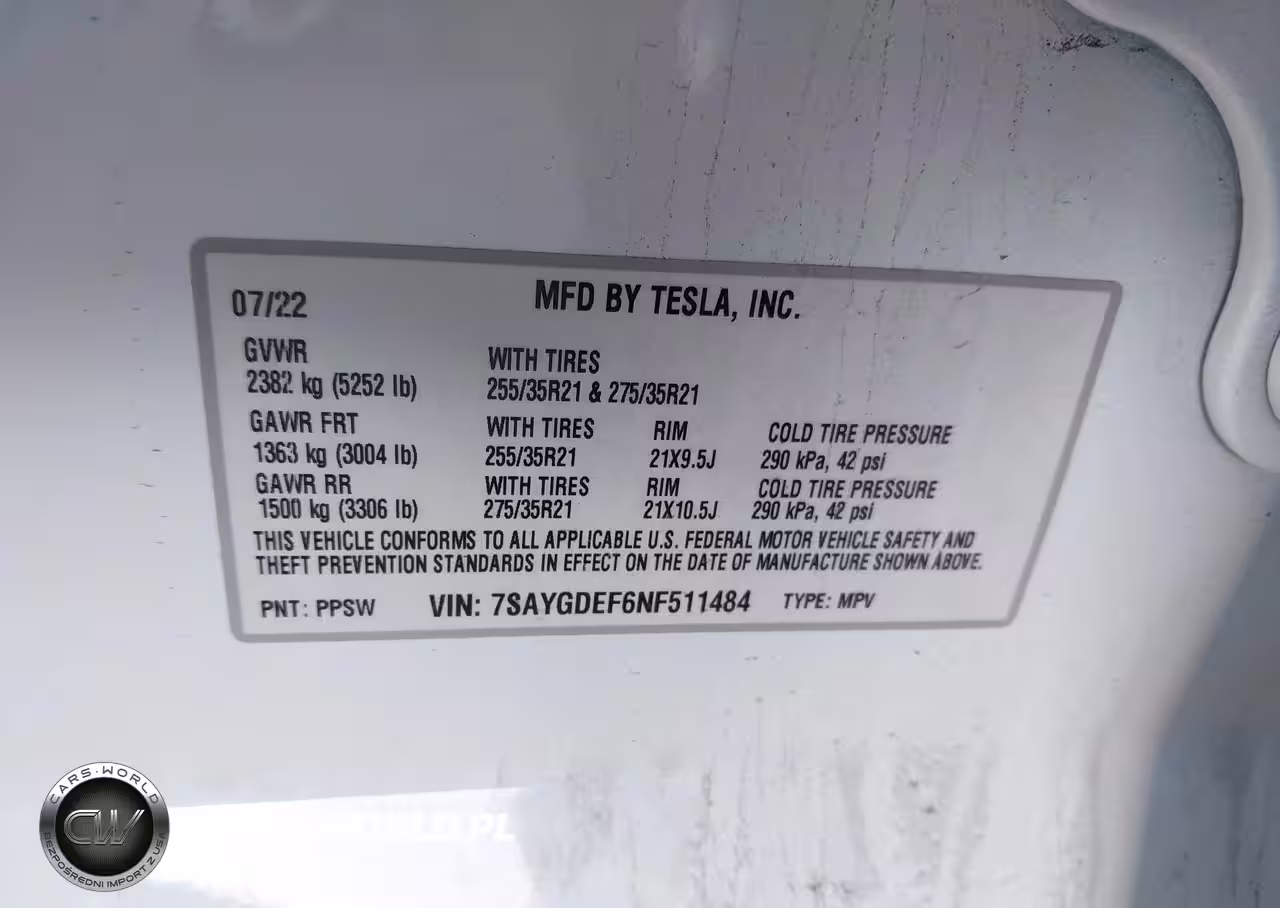 07/22 MFD BY TESLA, INC.
GVWR WITH TIRES
2382 kg (5252 lb) 255/35R21 & 275/35R21
GAWR FRT WITH TIRES RIM COLD TIRE PRESSURE
1363 kg (3004 lb) 255/35R21 21X9.5J 290 kPa, 42 psi
GAWR RR WITH TIRES RIM COLD TIRE PRESSURE
1500 kg (3306 lb) 275/35R21 21X10.5J 290 kPa, 42 psi
THIS VEHICLE CONFORMS TO ALL APPLICABLE U.S. FEDERAL MOTOR VEHICLE SAFETY AND
THEFT PREVENTION STANDARDS IN EFFECT ON THE DATE OF MANUFACTURE SHOWN ABOVE.
PNT: PPSW VIN: 7SAYGDEF6NF511484 TYPE: MPV
CARS-WORLD
CW
BEZPOŚREDNI IMPORT Z USA